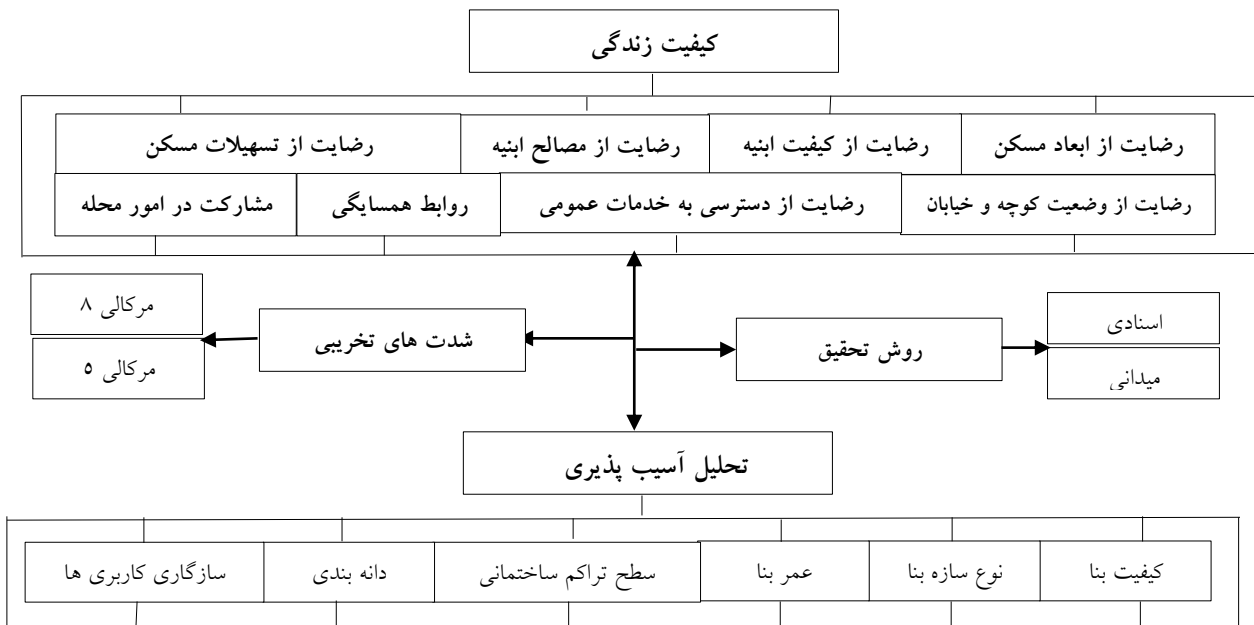 کیفیت زندگی
رضایت از ابعاد مسکن
رضایت از کیفیت ابنیه
رضایت از مصالح ابنیه
رضایت از تسهیلات مسکن
رضایت از وضعیت کوچه و خیابان
رضایت از دسترسی به خدمات عمومی
روابط همسایگی
مشارکت در امور محله
اسنادی
میدانی
روش تحقیق
شدت های تخریبی
مرکالی ۸
مرکالی ۵
تحلیل آسیب پذیری
کیفیت بنا
نوع سازه بنا
عمر بنا
سطح تراکم ساختمانی
دانه بندی
سازگاری کاربری ها